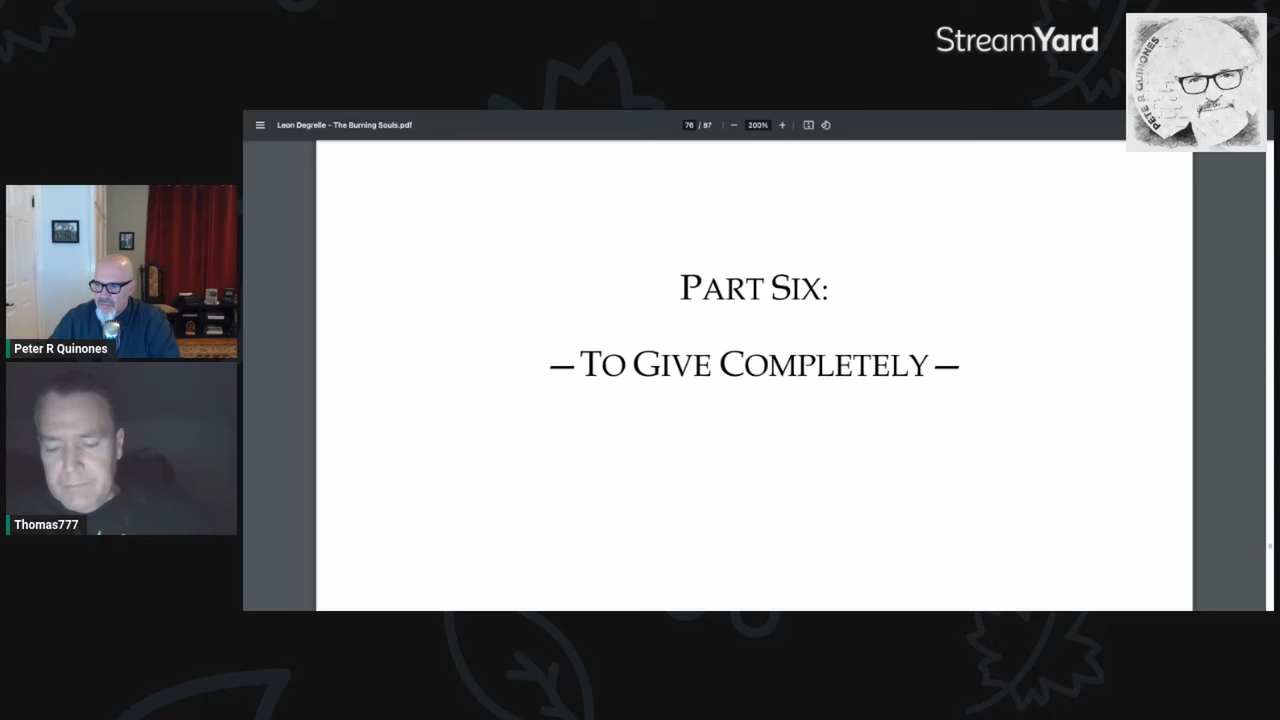 StreamYard
PETE R QUINONES
Leon Degrelle - The Burning Souls.pdf
76 / 87
200%
PART SIX:
— TO GIVE COMPLETELY —
Peter R Quinones
Thomas777